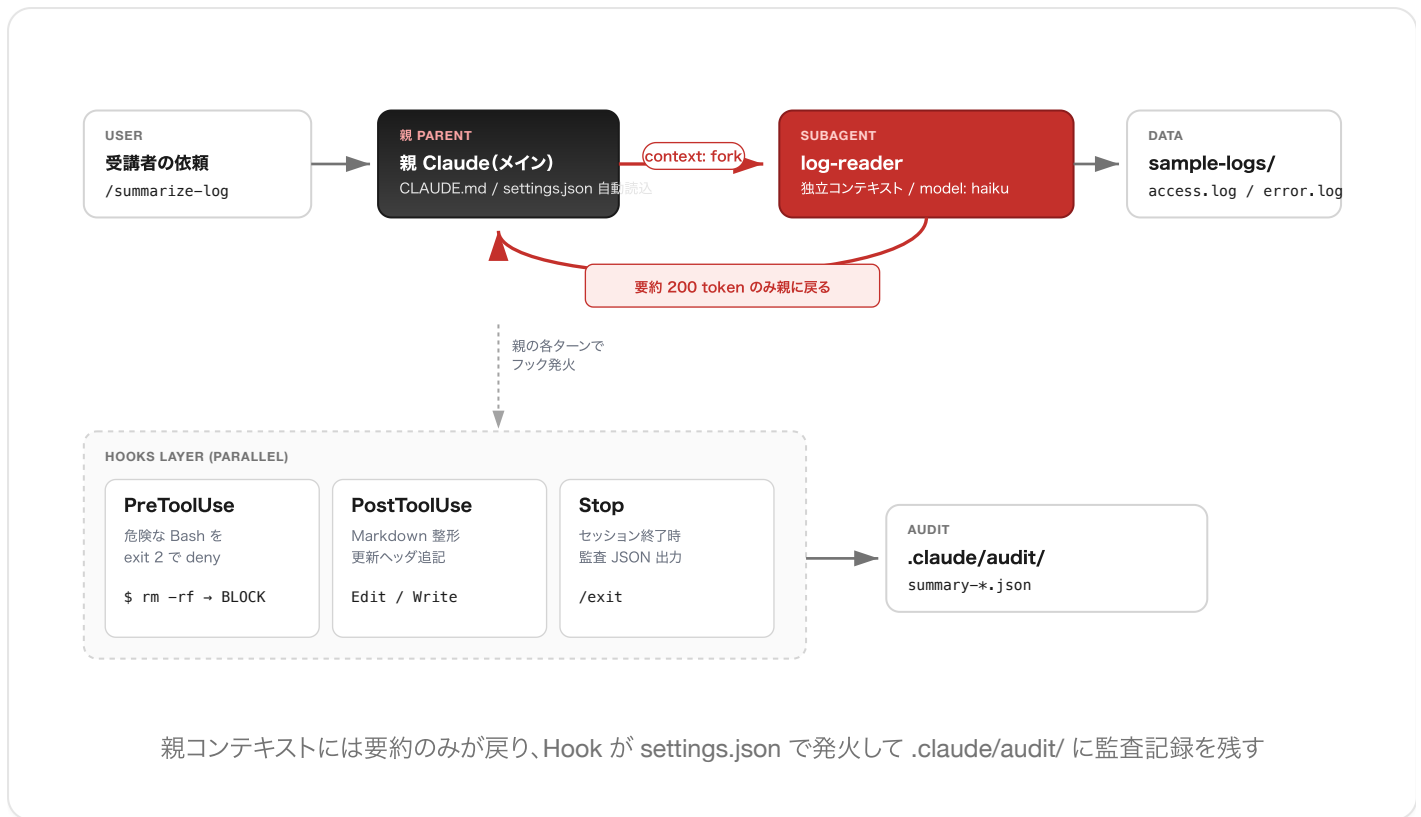 USER
受講者の依頼
/summarize-log
親 PARENT
親 Claude(メイン)
CLAUDE.md / settings.json 自動読込
context: fork
SUBAGENT
log-reader
独立コンテキスト / model: haiku
DATA
sample-logs/
access.log / error.log
要約 200 token のみ親に戻る
親の各ターンで
フック発火
HOOKS LAYER (PARALLEL)
PreToolUse
危険な Bash を
exit 2 で deny
$ rm -rf → BLOCK
PostToolUse
Markdown 整形
更新ヘッダ追記
Edit / Write
Stop
セッション終了時
監査 JSON 出力
/exit
AUDIT
.claude/audit/
summary-*.json
親コンテキストには要約のみが戻り、Hook が settings.json で発火して .claude/audit/ に監査記録を残す